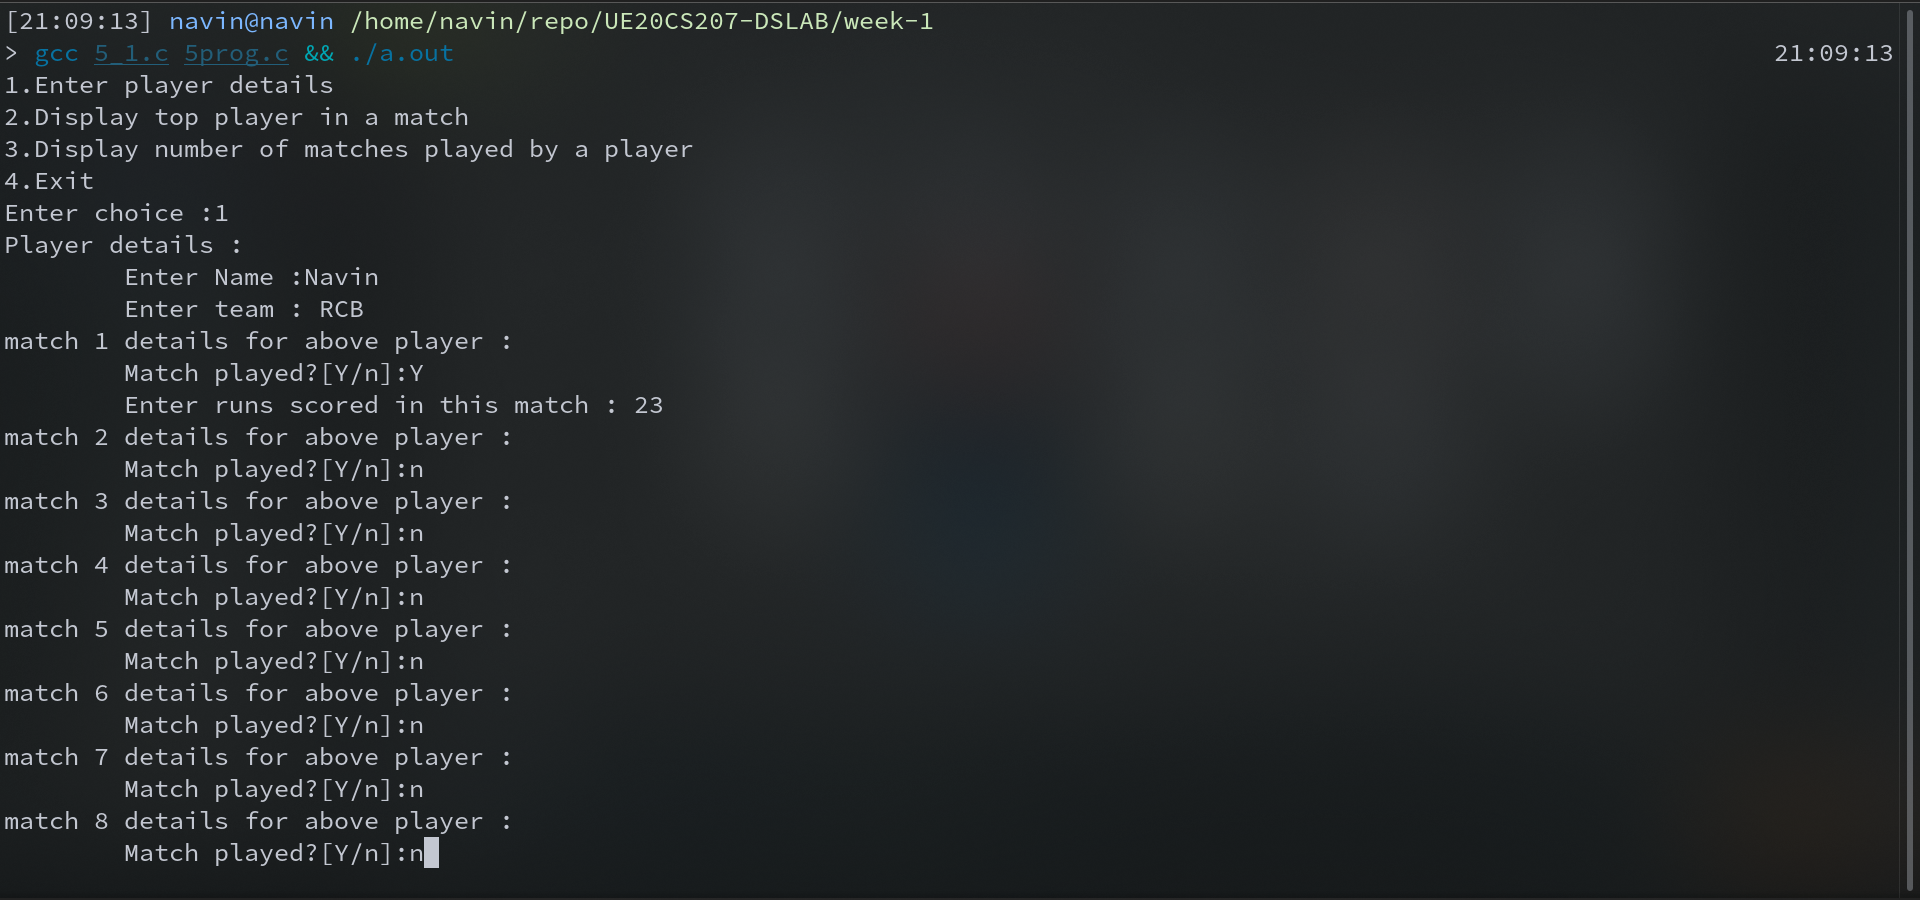 [21:09:13] navin@navin /home/navin/repo/UE20CS207-DSLAB/week-1
> gcc 5_1.c 5prog.c && ./a.out 21:09:13
1.Enter player details
2.Display top player in a match
3.Display number of matches played by a player
4.Exit
Enter choice :1
Player details :
Enter Name :Navin
Enter team : RCB
match 1 details for above player :
Match played?[Y/n]:Y
Enter runs scored in this match : 23
match 2 details for above player :
Match played?[Y/n]:n
match 3 details for above player :
Match played?[Y/n]:n
match 4 details for above player :
Match played?[Y/n]:n
match 5 details for above player :
Match played?[Y/n]:n
match 6 details for above player :
Match played?[Y/n]:n
match 7 details for above player :
Match played?[Y/n]:n
match 8 details for above player :
Match played?[Y/n]:n